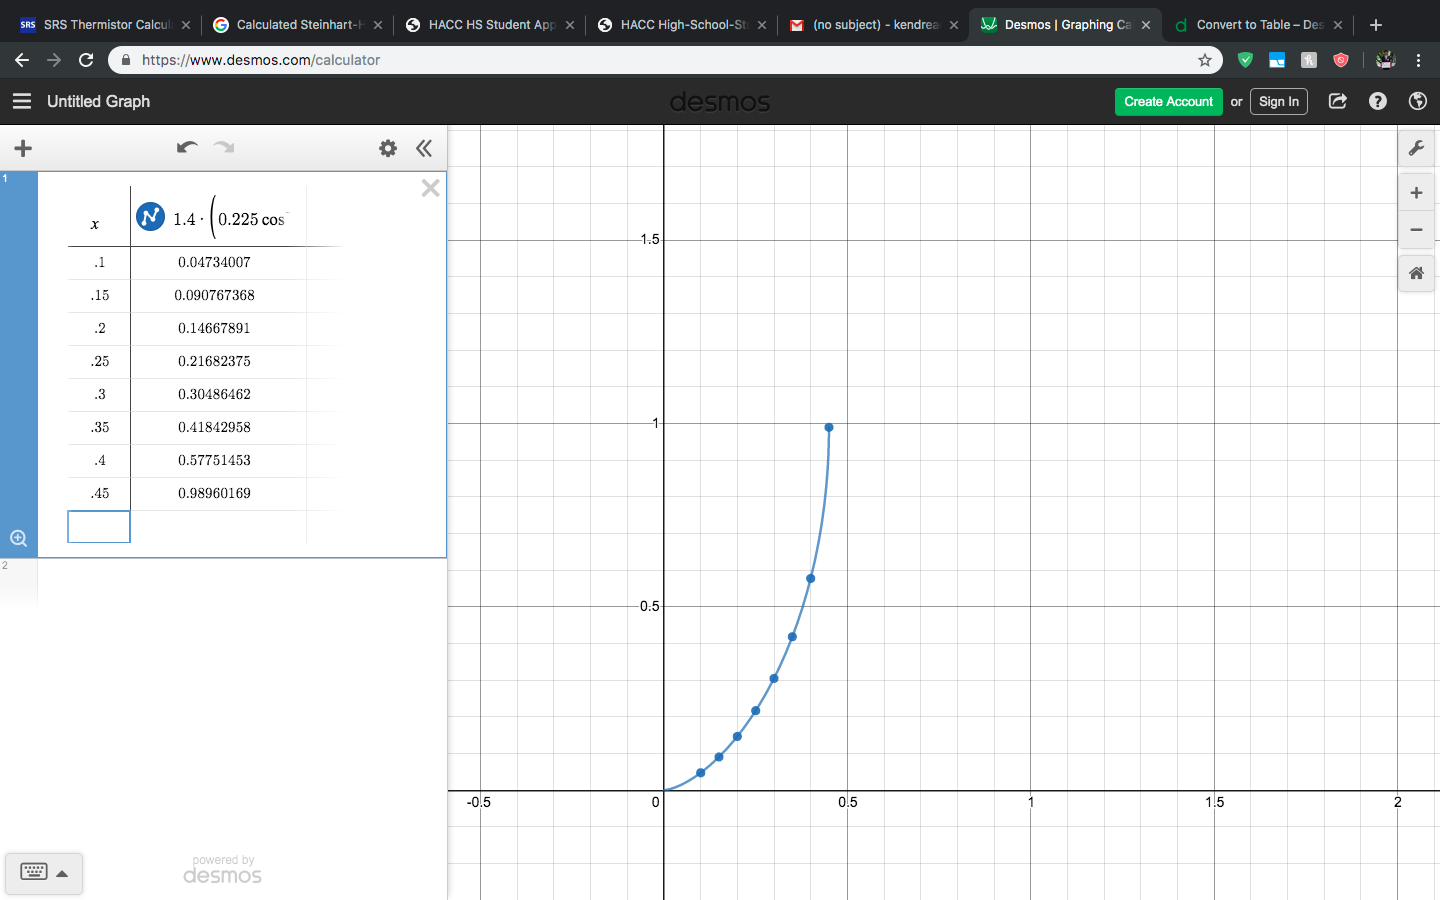 SRS SRS Thermistor Calcul
Calculated Steinhart-H
HACC HS Student App
HACC High-School-St
(no subject) - kendrea
Desmos | Graphing Ca
Convert to Table – Des
https://www.desmos.com/calculator
Untitled Graph
desmos
Create Account or Sign In
1
x 1.4 · (0.225 cos
.1 0.04734007
.15 0.090767368
.2 0.14667891
.25 0.21682375
.3 0.30486462
.35 0.41842958
.4 0.57751453
.45 0.98960169
2
powered by
desmos
1.5
1
0.5
-0.5 0 0.5 1 1.5 2